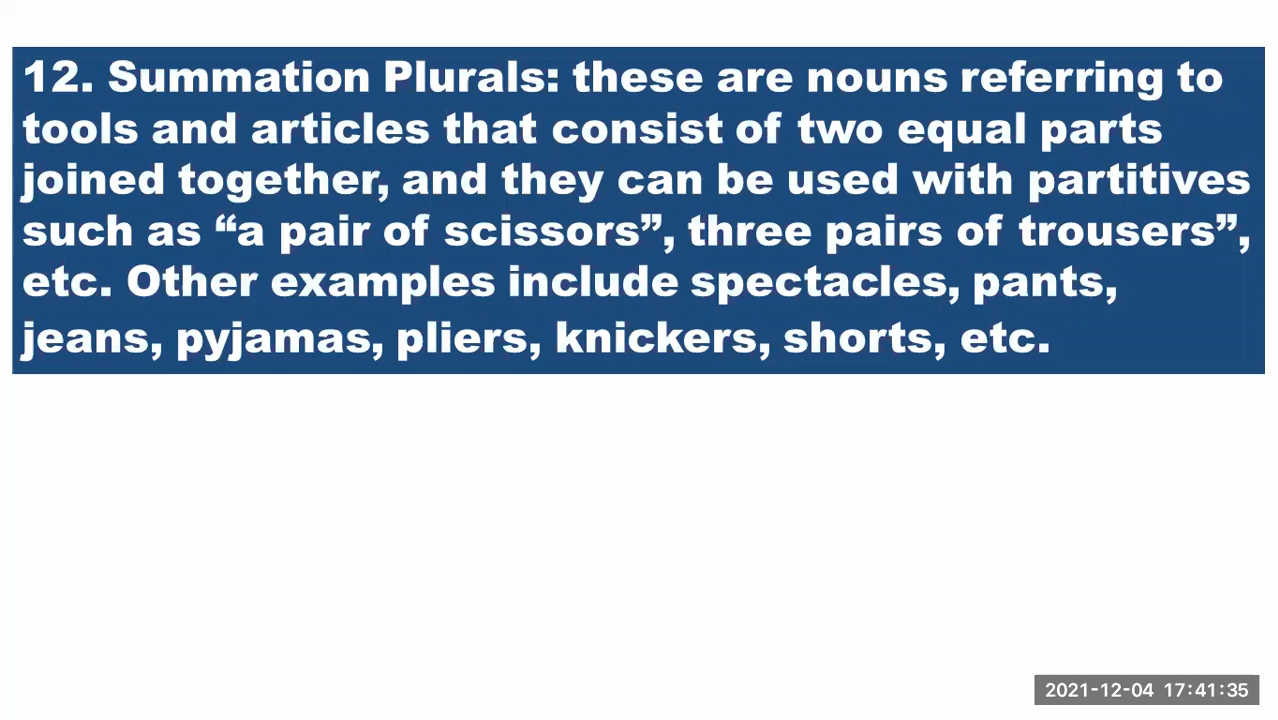 12. Summation Plurals: these are nouns referring to
tools and articles that consist of two equal parts
joined together, and they can be used with partitives
such as “a pair of scissors”, three pairs of trousers”,
etc. Other examples include spectacles, pants,
jeans, pyjamas, pliers, knickers, shorts, etc.
2021-12-04 17:41:35